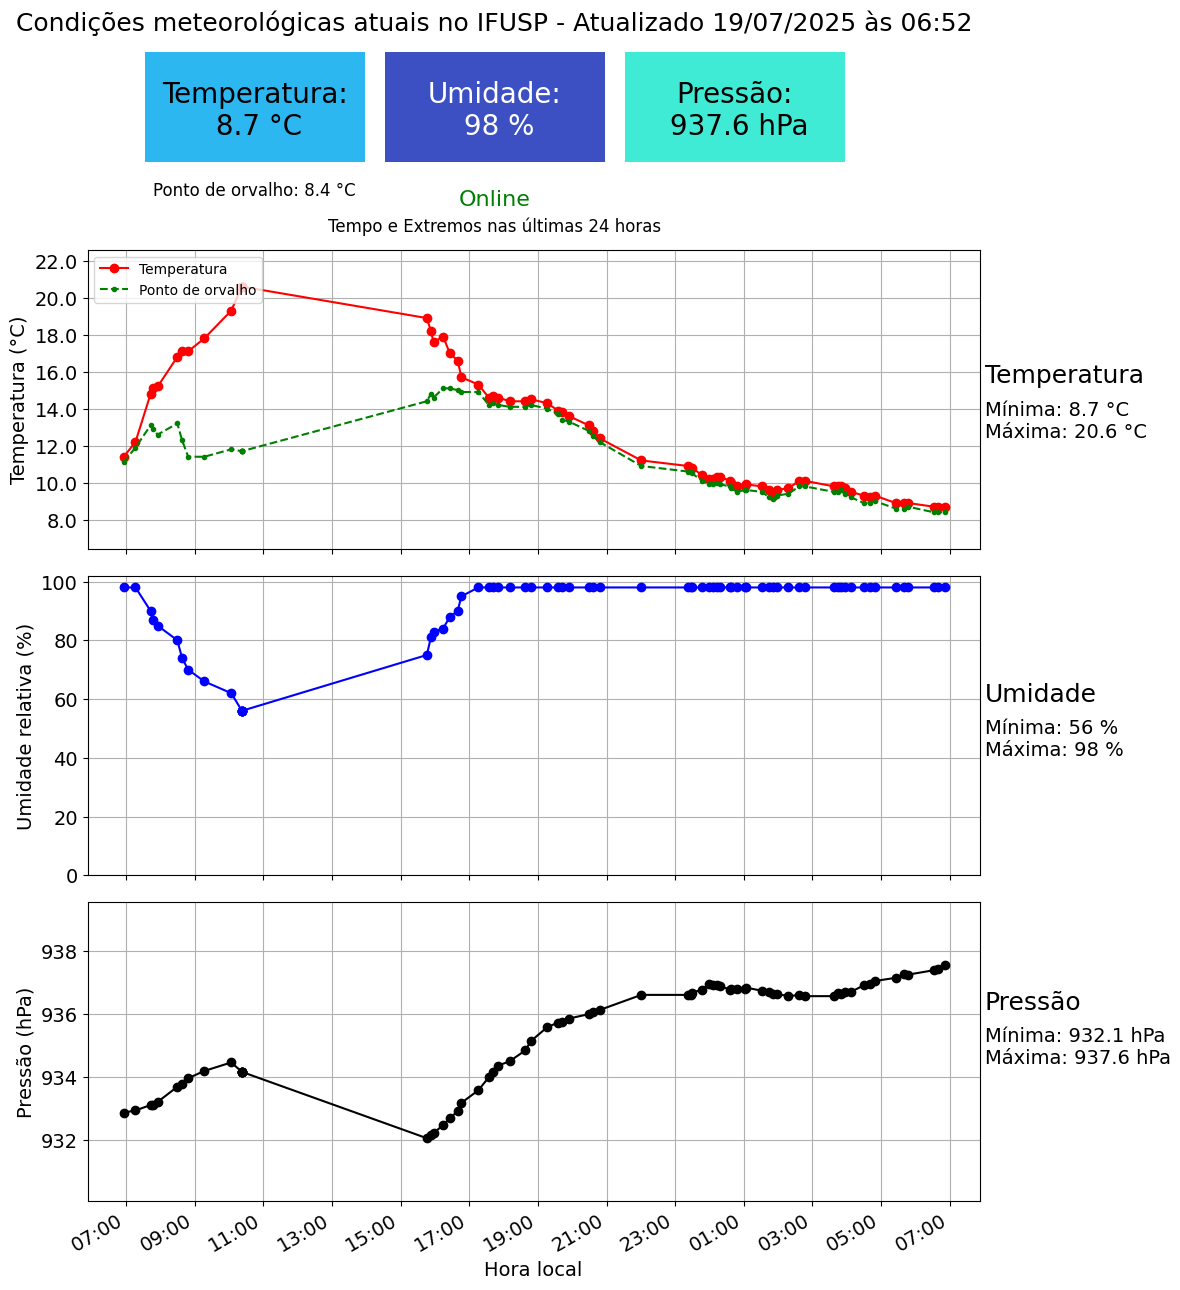 Condições meteorológicas atuais no IFUSP - Atualizado 19/07/2025 às 06:52
Temperatura:
8.7 °C
Umidade:
98 %
Pressão:
937.6 hPa
Ponto de orvalho: 8.4 °C
Online
Tempo e Extremos nas últimas 24 horas
Temperatura (°C)
22.0
20.0
18.0
16.0
14.0
12.0
10.0
8.0
Temperatura
Ponto de orvalho
Temperatura
Mínima: 8.7 °C
Máxima: 20.6 °C
Umidade relativa (%)
100
80
60
40
20
0
Umidade
Mínima: 56 %
Máxima: 98 %
Pressão (hPa)
938
936
934
932
Pressão
Mínima: 932.1 hPa
Máxima: 937.6 hPa
07:00
09:00
11:00
13:00
15:00
17:00
19:00
21:00
23:00
01:00
03:00
05:00
07:00
Hora local